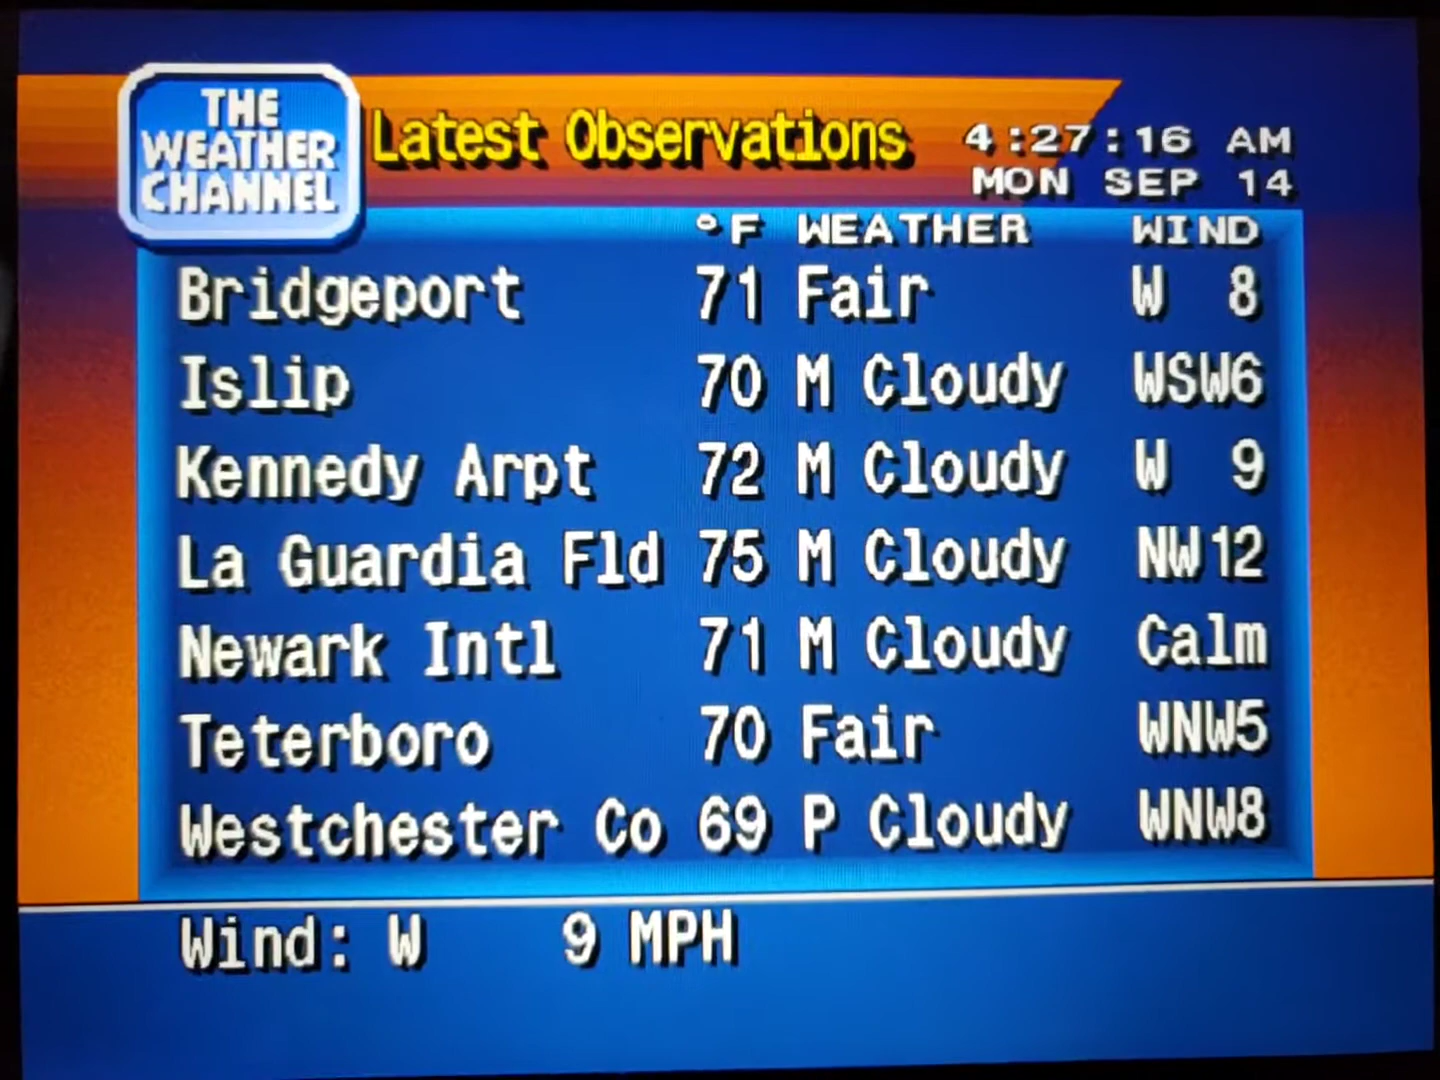 THE
WEATHER
CHANNEL
Latest Observations
4:27:16 AM
MON SEP 14
°F WEATHER WIND
Bridgeport 71 Fair W 8
Islip 70 M Cloudy WSW6
Kennedy Arpt 72 M Cloudy W 9
La Guardia Fld 75 M Cloudy NW12
Newark Intl 71 M Cloudy Calm
Teterboro 70 Fair WNW5
Westchester Co 69 P Cloudy WNW8
Wind: W 9 MPH